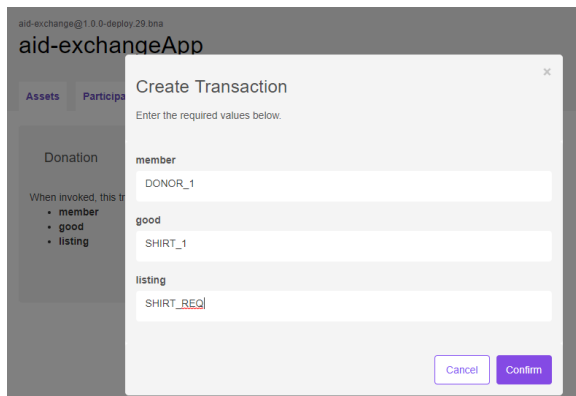 aid-exchange@1.0.0-deploy.29.bna
aid-exchangeApp
Assets
Participa
Donation
When invoked, this tr
• member
• good
• listing
×
Create Transaction
Enter the required values below.
member
DONOR_1
good
SHIRT_1
listing
SHIRT_REQ
Cancel
Confirm